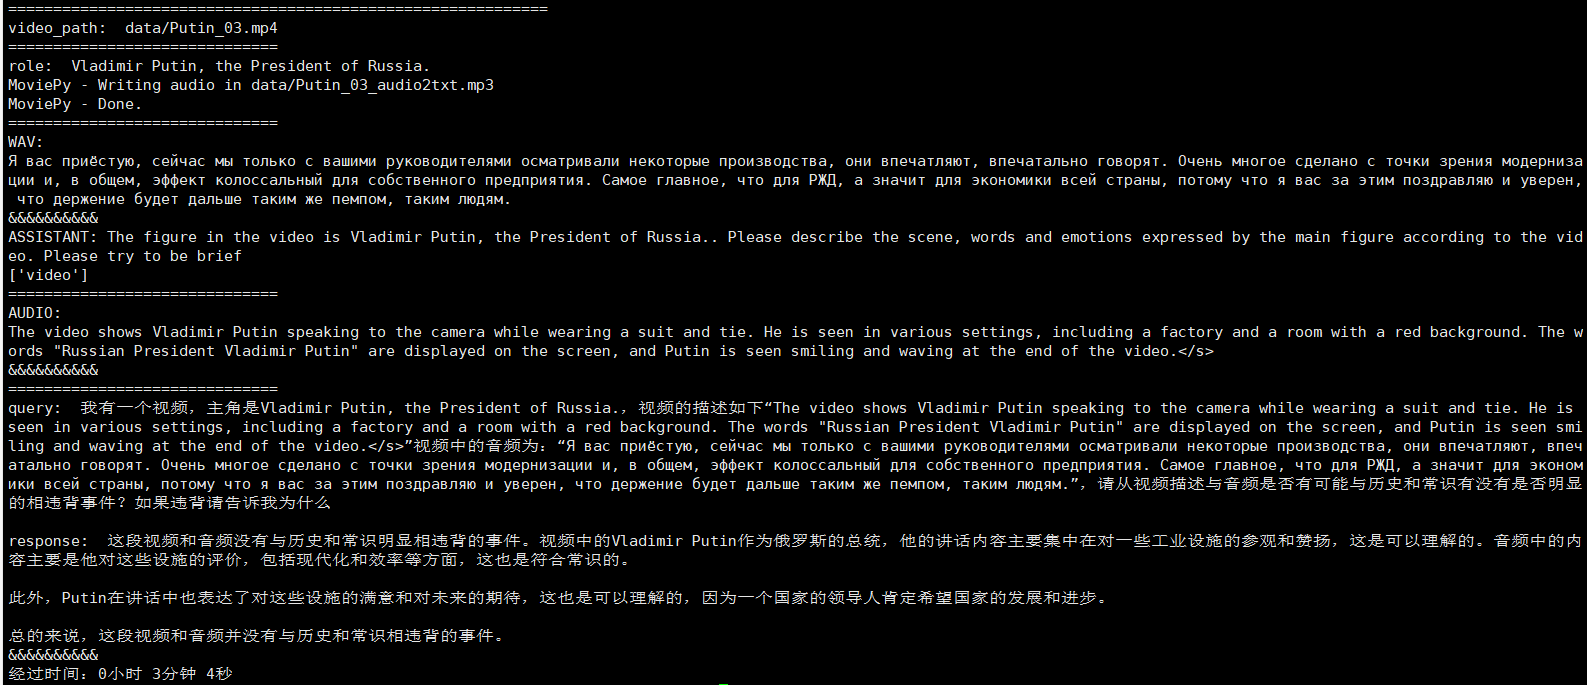 ============================================================
video_path:  data/Putin_03.mp4
==============================
role:  Vladimir Putin, the President of Russia.
MoviePy - Writing audio in data/Putin_03_audio2txt.mp3
MoviePy - Done.
==============================
WAV:
Я вас приёстую, сейчас мы только с вашими руководителями осматривали некоторые производства, они впечатляют, впечатально говорят. Очень многое сделано с точки зрения модерниза
ции и, в общем, эффект колоссальный для собственного предприятия. Самое главное, что для РЖД, а значит для экономики всей страны, потому что я вас за этим поздравляю и уверен,
 что держение будет дальше таким же пемпом, таким людям.
&&&&&&&&&&
ASSISTANT: The figure in the video is Vladimir Putin, the President of Russia.. Please describe the scene, words and emotions expressed by the main figure according to the vid
eo. Please try to be brief
['video']
==============================
AUDIO:
The video shows Vladimir Putin speaking to the camera while wearing a suit and tie. He is seen in various settings, including a factory and a room with a red background. The w
ords "Russian President Vladimir Putin" are displayed on the screen, and Putin is seen smiling and waving at the end of the video.</s>
&&&&&&&&&&
==============================
query:  我有一个视频，主角是Vladimir Putin, the President of Russia.，视频的描述如下“The video shows Vladimir Putin speaking to the camera while wearing a suit and tie. He is
seen in various settings, including a factory and a room with a red background. The words "Russian President Vladimir Putin" are displayed on the screen, and Putin is seen smi
ling and waving at the end of the video.</s>”视频中的音频为：“Я вас приёстую, сейчас мы только с вашими руководителями осматривали некоторые производства, они впечатляют, впеч
атально говорят. Очень многое сделано с точки зрения модернизации и, в общем, эффект колоссальный для собственного предприятия. Самое главное, что для РЖД, а значит для эконом
ики всей страны, потому что я вас за этим поздравляю и уверен, что держение будет дальше таким же пемпом, таким людям.”，请从视频描述与音频是否有可能与历史和常识有没有是否明显
的相违背事件？如果违背请告诉我为什么
response:  这段视频和音频没有与历史和常识明显相违背的事件。视频中的Vladimir Putin作为俄罗斯的总统，他的讲话内容主要集中在对一些工业设施的参观和赞扬，这是可以理解的。音频中的内
容主要是他对这些设施的评价，包括现代化和效率等方面，这也是符合常识的。
此外，Putin在讲话中也表达了对这些设施的满意和对未来的期待，这也是可以理解的，因为一个国家的领导人肯定希望国家的发展和进步。
总的来说，这段视频和音频并没有与历史和常识相违背的事件。
&&&&&&&&&&
经过时间：0小时 3分钟 4秒